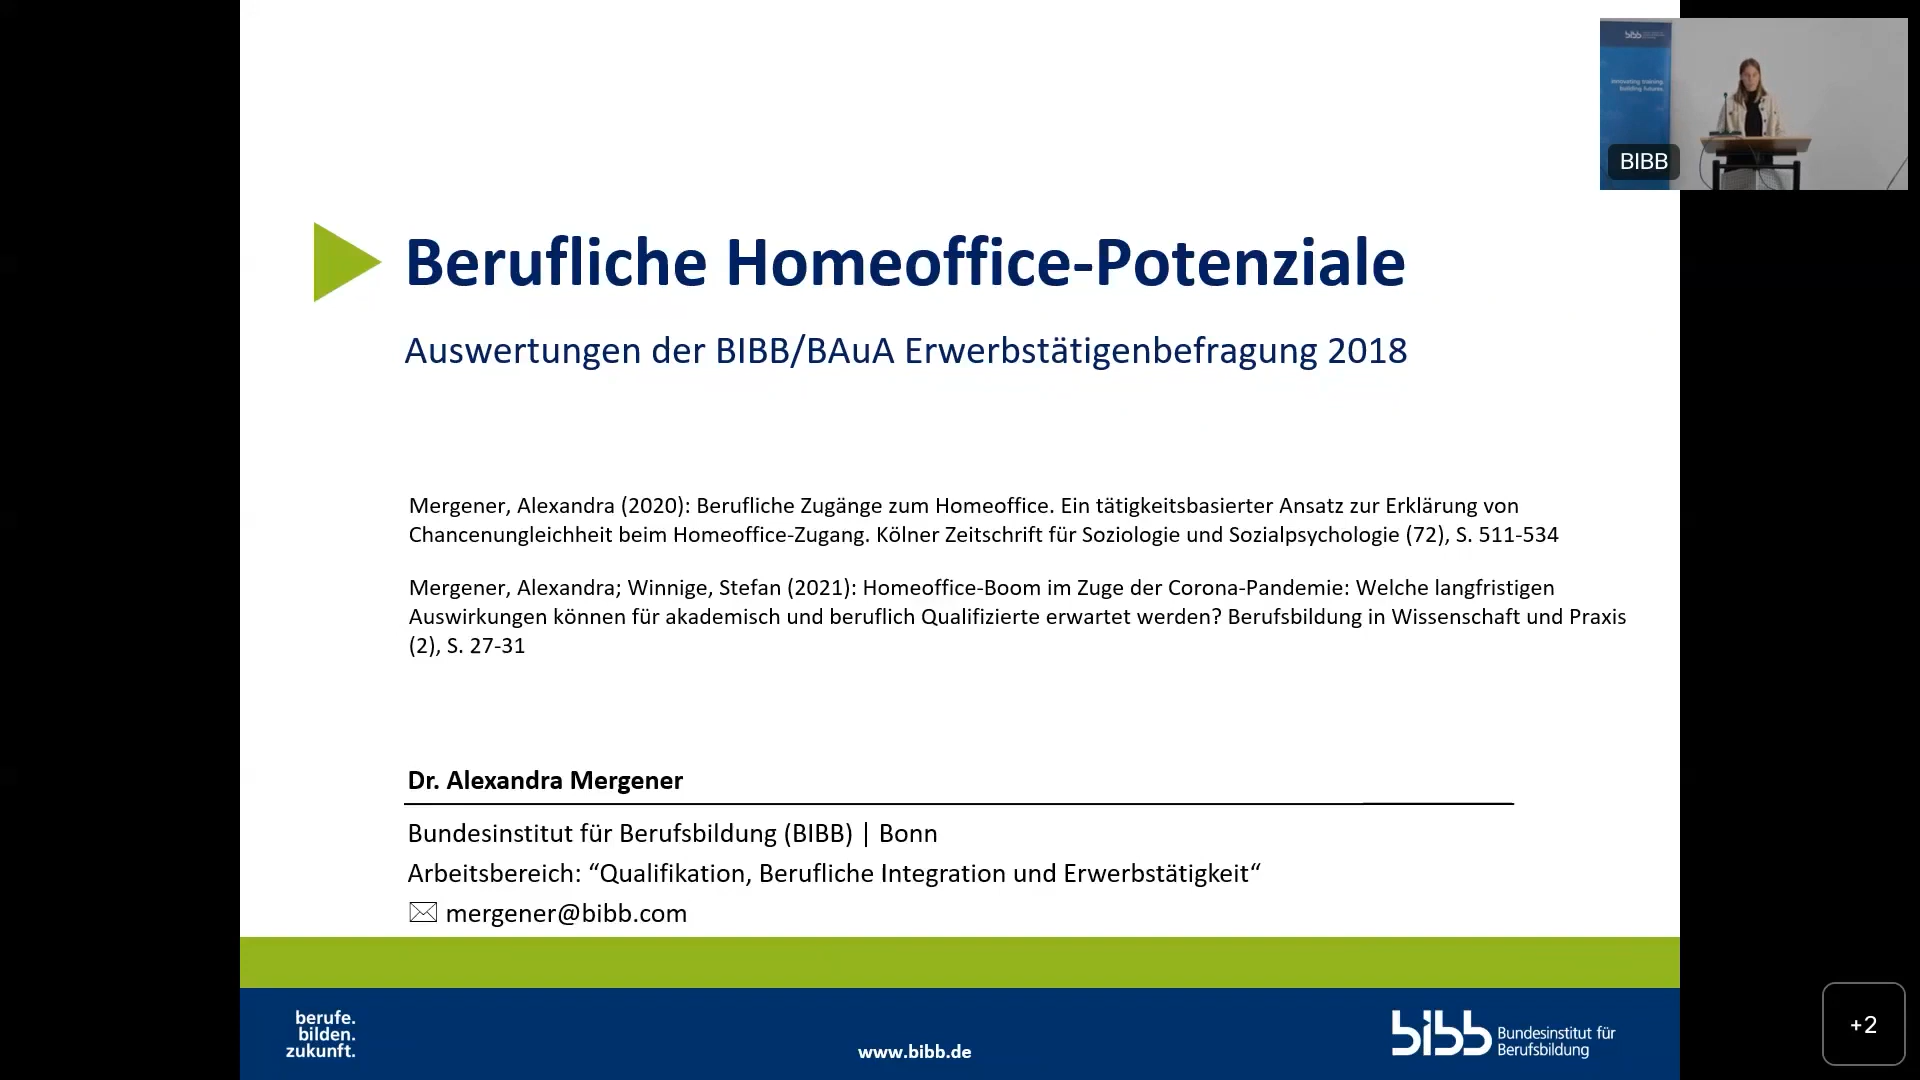 bibb
innovating training
building futures
BIBB
Berufliche Homeoffice-Potenziale
Auswertungen der BIBB/BAuA Erwerbstätigenbefragung 2018
Mergener, Alexandra (2020): Berufliche Zugänge zum Homeoffice. Ein tätigkeitsbasierter Ansatz zur Erklärung von
Chancenungleichheit beim Homeoffice-Zugang. Kölner Zeitschrift für Soziologie und Sozialpsychologie (72), S. 511-534
Mergener, Alexandra; Winnige, Stefan (2021): Homeoffice-Boom im Zuge der Corona-Pandemie: Welche langfristigen
Auswirkungen können für akademisch und beruflich Qualifizierte erwartet werden? Berufsbildung in Wissenschaft und Praxis
(2), S. 27-31
Dr. Alexandra Mergener
Bundesinstitut für Berufsbildung (BIBB) | Bonn
Arbeitsbereich: “Qualifikation, Berufliche Integration und Erwerbstätigkeit“
mergener@bibb.com
berufe.
bilden.
zukunft.
www.bibb.de
bibb Bundesinstitut für
Berufsbildung
+2